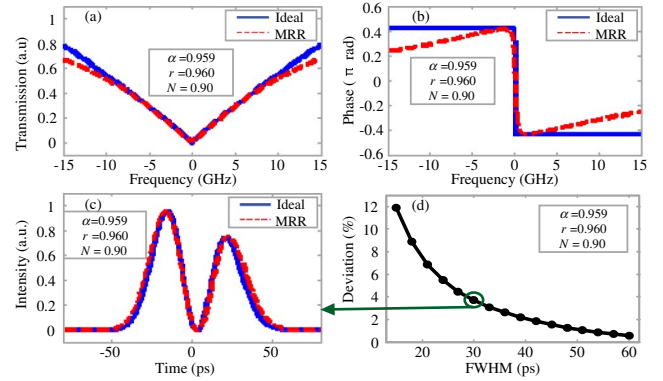 (a)
Ideal
MRR
α=0.959
r=0.960
N = 0.90
Transmission (a.u)
1
0.8
0.6
0.4
0.2
0
-15 -10 -5 0 5 10 15
Frequency (GHz)
(b)
Ideal
MRR
α=0.959
r=0.960
N = 0.90
Phase ( π rad)
0.6
0.4
0
-0.4
-0.6
-15 -10 -5 0 5 10 15
Frequency (GHz)
(c)
Ideal
MRR
α=0.959
r=0.960
N = 0.90
Intensity (a.u.)
1
0.8
0.6
0.4
0.2
0
-50 0 50
Time (ps)
(d)
α=0.959
r=0.960
N = 0.90
Deviation (%)
12
10
8
6
4
2
0
20 30 40 50 60
FWHM (ps)